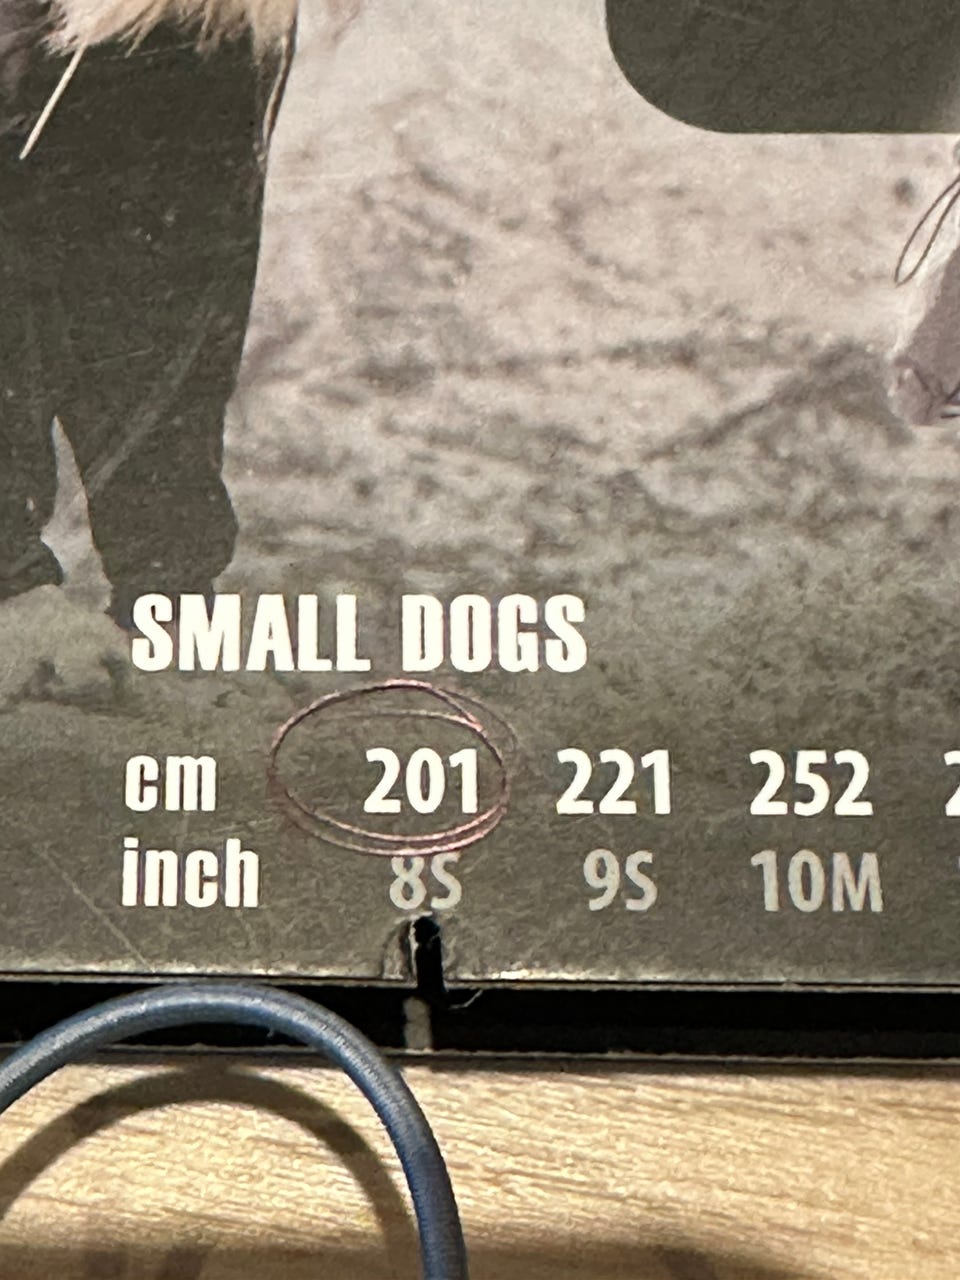 SMALL DOGS
cm 201 221 252
inch 8S 9S 10M